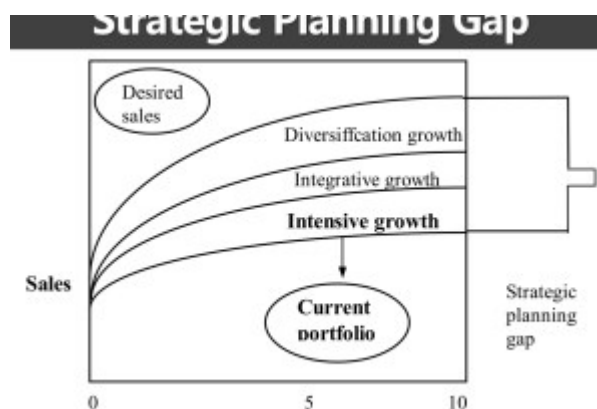 Strategic Planning Gap
Desired
sales
Diversiffcation growth
Integrative growth
Intensive growth
Sales
Current
portfolio
Strategic
planning
gap
0 5 10